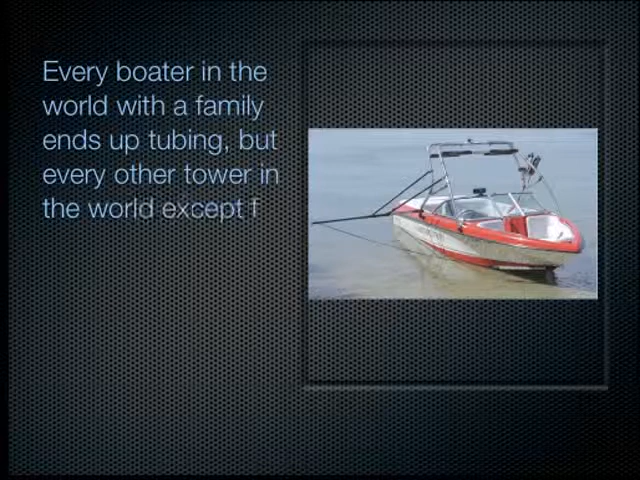 Every boater in the
world with a family
ends up tubing, but
every other tower in
the world except f